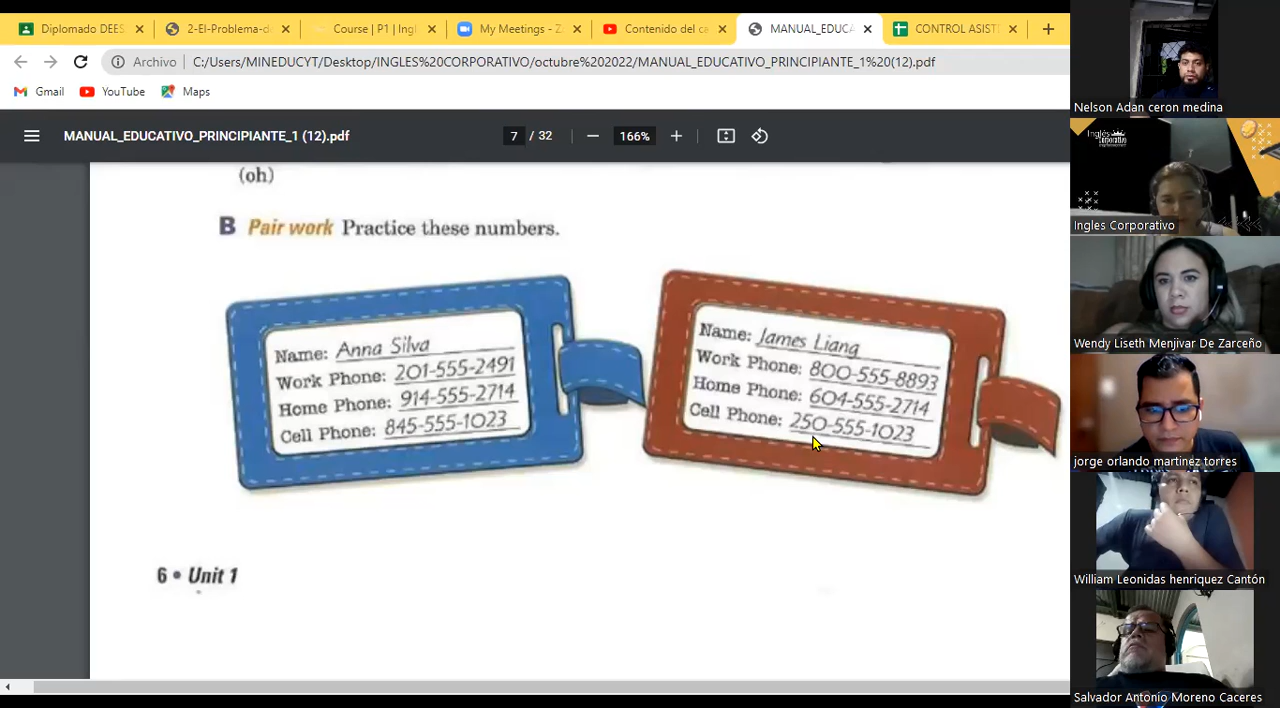 Diplomado DEES
2-El-Problema-d
Course | P1 | Ingl
My Meetings - Z
Contenido del ca
MANUAL_EDUCA
CONTROL ASIST
Archivo
C:/Users/MINEDUCYT/Desktop/INGLES%20CORPORATIVO/octubre%202022/MANUAL_EDUCATIVO_PRINCIPIANTE_1%20(12).pdf
Gmail
YouTube
Maps
MANUAL_EDUCATIVO_PRINCIPIANTE_1 (12).pdf
7 / 32
166%
(oh)
B Pair work Practice these numbers.
Name: Anna Silva
Work Phone: 201-555-2491
Home Phone: 914-555-2714
Cell Phone: 845-555-1023
Name: James Liang
Work Phone: 800-555-8893
Home Phone: 604-555-2714
Cell Phone: 250-555-1023
6 • Unit 1
Nelson Adan ceron medina
Inglés
Corporativo
Ingles Corporativo
Wendy Liseth Menjivar De Zarceño
jorge orlando martinez torres
William Leonidas henriquez Cantón
Salvador Antonio Moreno Caceres